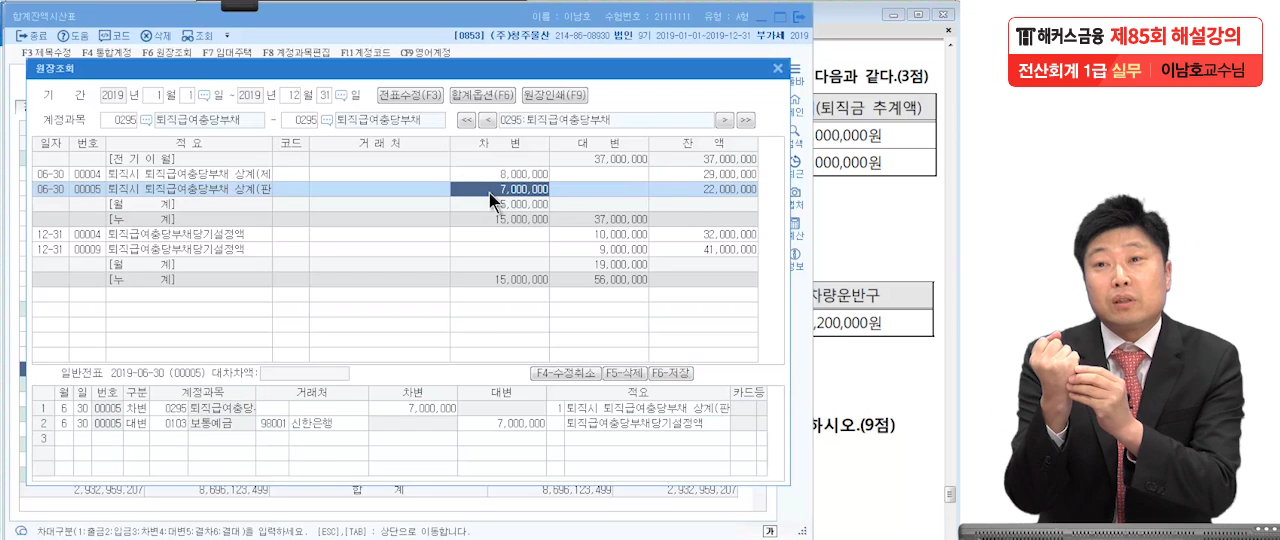 합계잔액시산표 이름 : 이남호 수험번호 : 21111111 유형 : A형
종료 도움 코드 삭제 조회 [0853] (주)청주물산 214-86-08930 법인 9기 2019-01-01~2019-12-31 부가세 2019
F3 제목수정 F4 통합계정 F6 원장조회 F7 임대주택 F8 계정과목편집 F11계정코드 CF9영어계정
원장조회
기 간 2019 년 1 월 1 일 ~ 2019 년 12 월 31 일 전표수정(F3) 합계옵션(F6) 원장인쇄(F9)
계정과목 0295 퇴직급여충당부채 - 0295 퇴직급여충당부채 << < 0295:퇴직급여충당부채 > >>
일자 번호 적 요 코드 거 래 처 차 변 대 변 잔 액
[전 기 이 월] 37,000,000 37,000,000
06-30 00004 퇴직시 퇴직급여충당부채 상계(제 8,000,000 29,000,000
06-30 00005 퇴직시 퇴직급여충당부채 상계(판 7,000,000 22,000,000
[월 계] 5,000,000
[누 계] 15,000,000 37,000,000
12-31 00004 퇴직급여충당부채당기설정액 10,000,000 32,000,000
12-31 00009 퇴직급여충당부채당기설정액 9,000,000 41,000,000
[월 계] 19,000,000
[누 계] 15,000,000 56,000,000
일반전표 2019-06-30 (00005) 대차차액: F4-수정취소 F5-삭제 F6-저장
월 일 번호 구분 계정과목 거래처 차변 대변 적요 카드등
1 6 30 00005 차변 0295 퇴직급여충당 7,000,000 1 퇴직시 퇴직급여충당부채 상계(판
2 6 30 00005 대변 0103 보통예금 98001 신한은행 7,000,000 퇴직급여충당부채당기설정액
3
2,932,959,207 8,696,123,499 합 계 8,696,123,499 2,932,959,207
차대구분(1:출금2:입금3:차변4:대변5:결차6:결대 )을 입력하세요. [ESC],[TAB] : 상단으로 이동합니다. 가
다음과 같다.(3점)
(퇴직금 추계액)
000,000원
000,000원
차량운반구
,200,000원
하시오.(9점)
해커스금융 제85회 해설강의
전산회계 1급 실무 이남호교수님